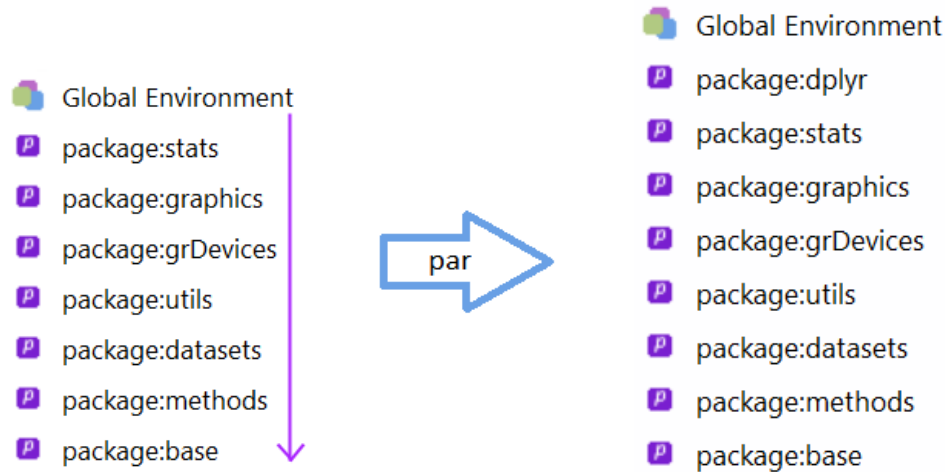 Global Environment
package:stats
package:graphics
package:grDevices
package:utils
package:datasets
package:methods
package:base
par
Global Environment
package:dplyr
package:stats
package:graphics
package:grDevices
package:utils
package:datasets
package:methods
package:base